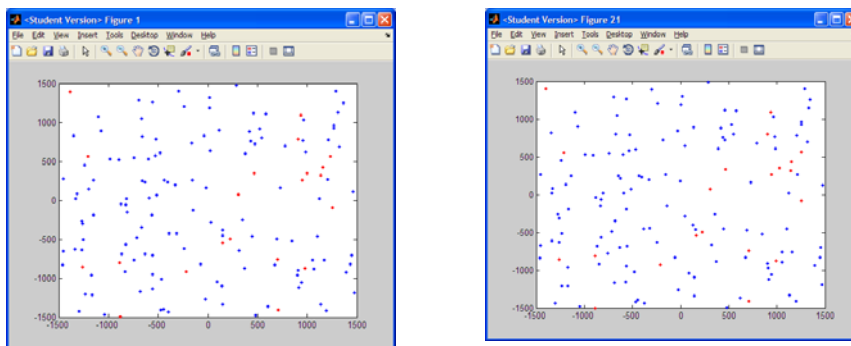 <Student Version> Figure 1
File Edit View Insert Tools Desktop Window Help
1500
1000
500
0
-500
-1000
-1500
-1500 -1000 -500 0 500 1000 1500
<Student Version> Figure 21
File Edit View Insert Tools Desktop Window Help
1500
1000
500
0
-500
-1000
-1500
-1500 -1000 -500 0 500 1000 1500